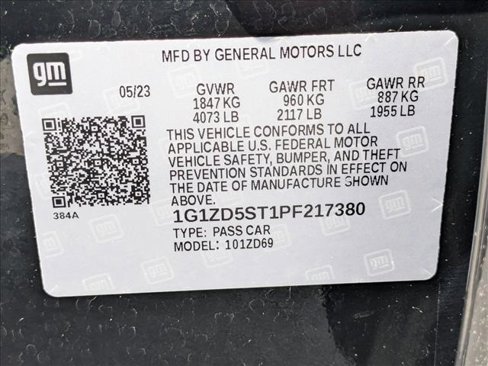 gm
MFD BY GENERAL MOTORS LLC
05/23 GVWR GAWR FRT GAWR RR
1847 KG 960 KG 887 KG
4073 LB 2117 LB 1955 LB
THIS VEHICLE CONFORMS TO ALL
APPLICABLE U.S. FEDERAL MOTOR
VEHICLE SAFETY, BUMPER, AND THEFT
PREVENTION STANDARDS IN EFFECT ON
THE DATE OF MANUFACTURE SHOWN
ABOVE.
384A
1G1ZD5ST1PF217380
TYPE: PASS CAR
MODEL: 101ZD69